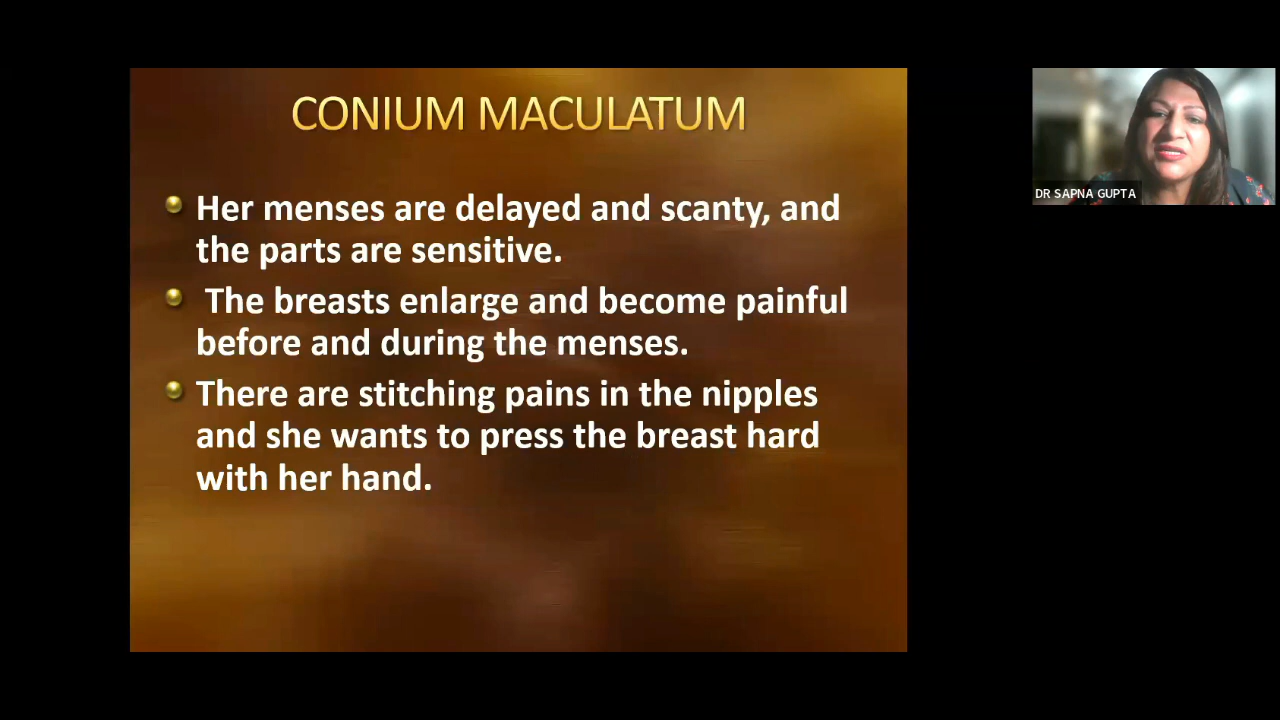 CONIUM MACULATUM
Her menses are delayed and scanty, and
the parts are sensitive.
The breasts enlarge and become painful
before and during the menses.
There are stitching pains in the nipples
and she wants to press the breast hard
with her hand.
DR SAPNA GUPTA